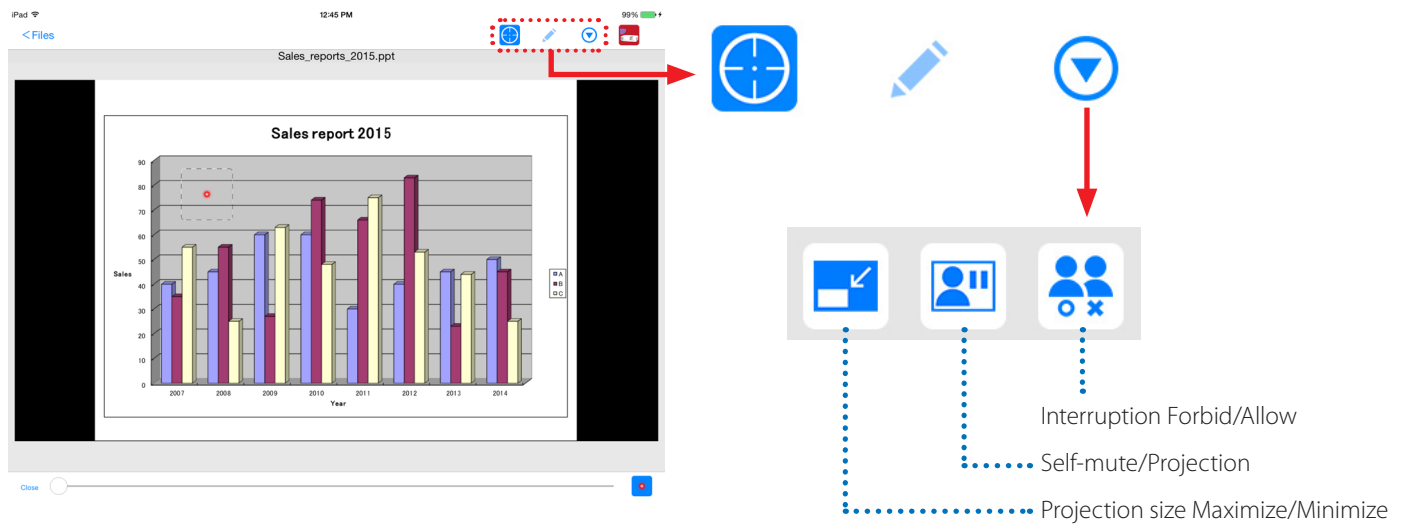 iPad 12:45 PM 99%
<Files
Sales_reports_2015.ppt
Sales report 2015
90
80
70
60
50
40
30
20
10
0
Sales
A
B
C
2007 2008 2009 2010 2011 2012 2013 2014
Year
Close
Interruption Forbid/Allow
Self-mute/Projection
Projection size Maximize/Minimize